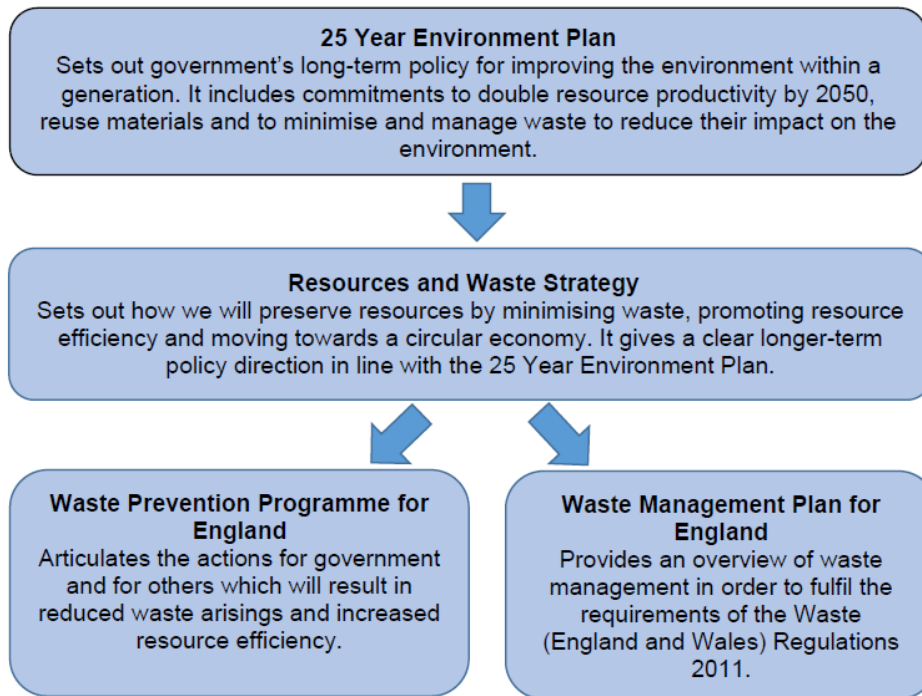 25 Year Environment Plan
Sets out government's long-term policy for improving the environment within a
generation. It includes commitments to double resource productivity by 2050,
reuse materials and to minimise and manage waste to reduce their impact on the
environment.
Resources and Waste Strategy
Sets out how we will preserve resources by minimising waste, promoting resource
efficiency and moving towards a circular economy. It gives a clear longer-term
policy direction in line with the 25 Year Environment Plan.
Waste Prevention Programme for
England
Articulates the actions for government
and for others which will result in
reduced waste arisings and increased
resource efficiency.
Waste Management Plan for
England
Provides an overview of waste
management in order to fulfil the
requirements of the Waste
(England and Wales) Regulations
2011.